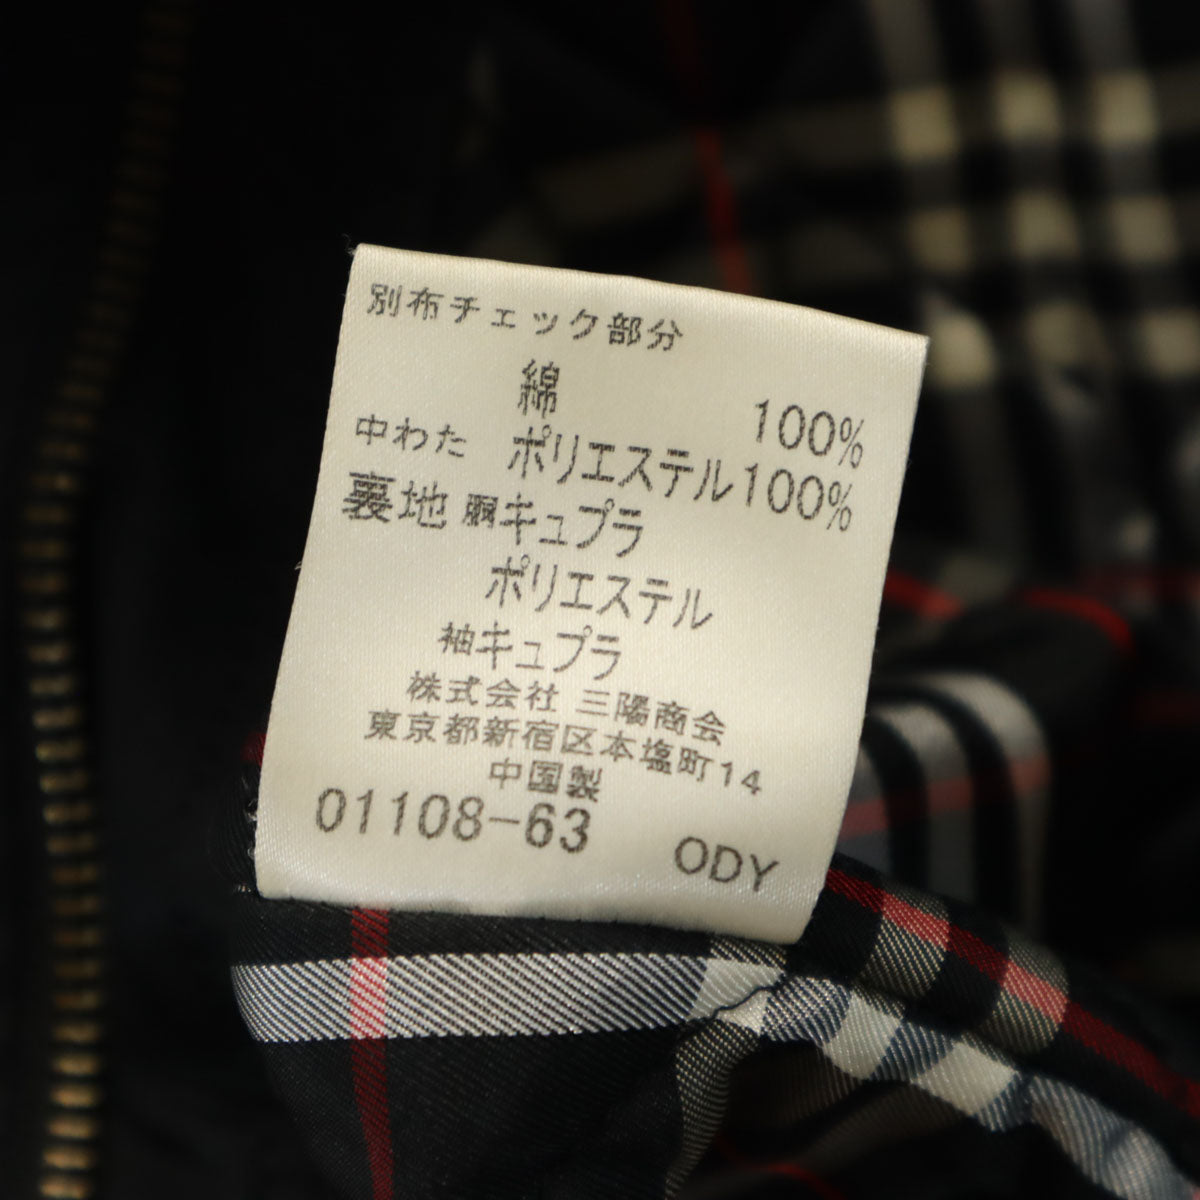 別布チェック部分
綿 100%
中わた ポリエステル100%
裏地 胴キュプラ
ポリエステル
袖キュプラ
株式会社 三陽商会
東京都新宿区本塩町14
中国製
01108-63 ODY